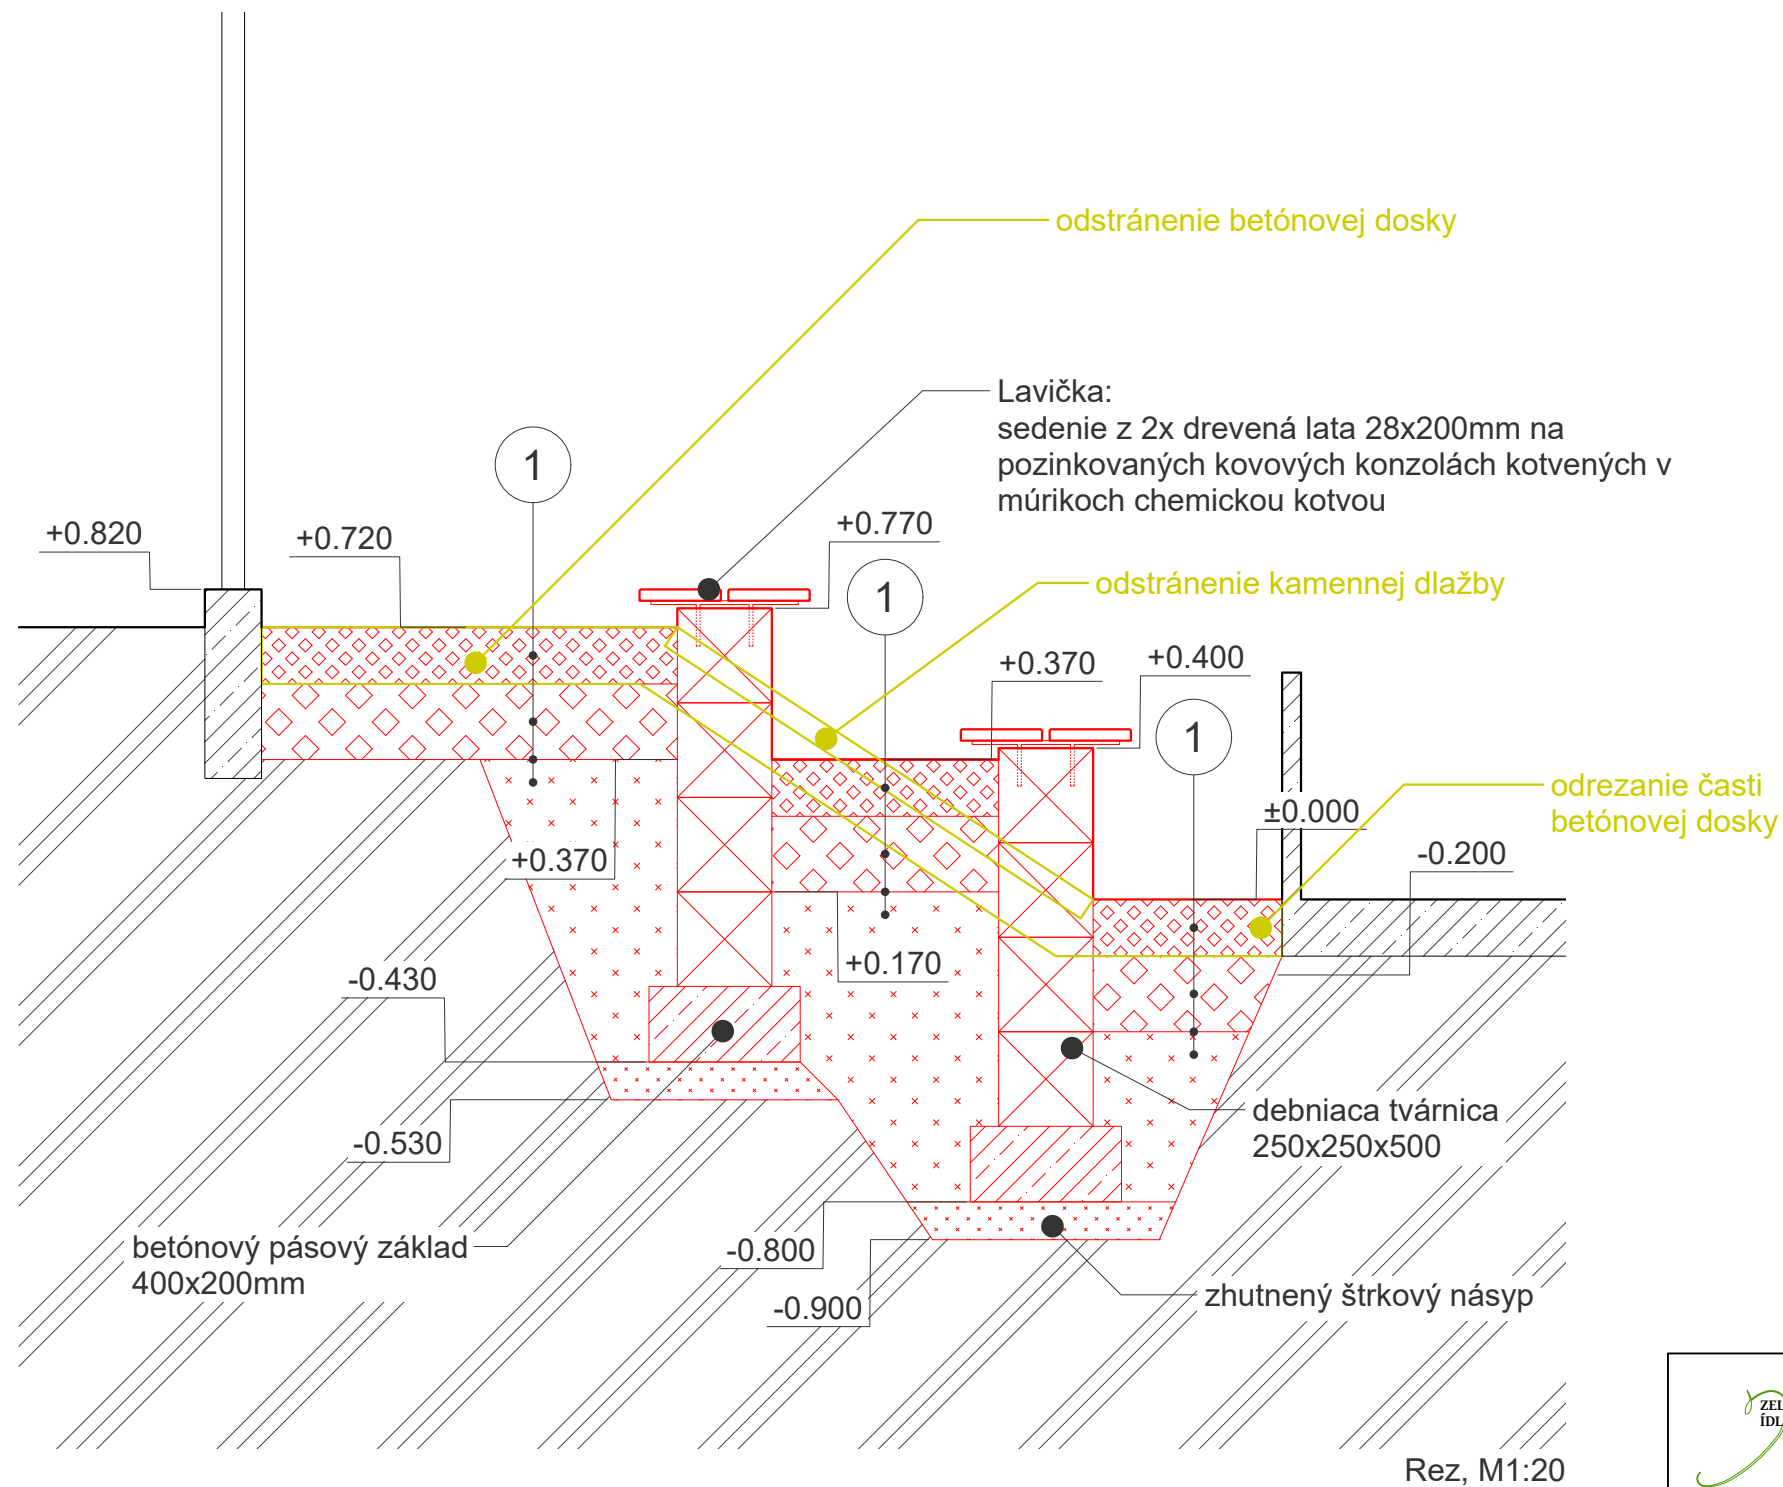 odstránenie betónovej dosky
Lavička:
sedenie z 2x drevená lata 28x200mm na
pozinkovaných kovových konzolách kotvených v
múrikoch chemickou kotvou
1
+0.820
+0.720
+0.770
1
odstránenie kamennej dlažby
+0.370
+0.400
1
odrezanie časti
betónovej dosky
±0.000
-0.200
+0.370
+0.170
-0.430
-0.530
debniaca tvárnica
250x250x500
betónový pásový základ
400x200mm
-0.800
-0.900
zhutnený štrkový násyp
Rez, M1:20